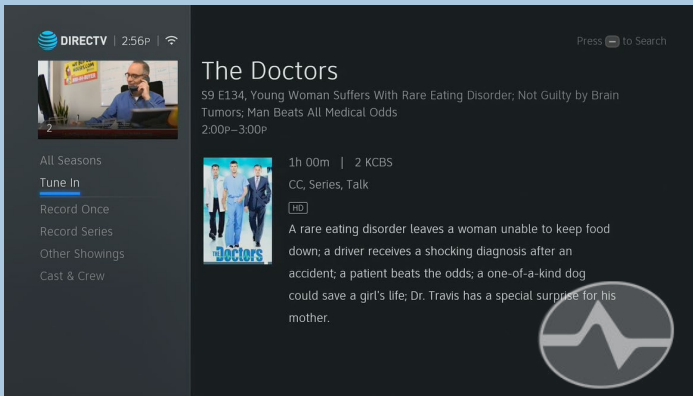 DIRECTV | 2:56P |
Press – to Search
The Doctors
S9 E134, Young Woman Suffers With Rare Eating Disorder; Not Guilty by Brain
Tumors; Man Beats All Medical Odds
2:00P–3:00P
2
All Seasons
Tune In
Record Once
Record Series
Other Showings
Cast & Crew
1h 00m | 2 KCBS
CC, Series, Talk
HD
A rare eating disorder leaves a woman unable to keep food
down; a driver receives a shocking diagnosis after an
accident; a patient beats the odds; a one-of-a-kind dog
could save a girl's life; Dr. Travis has a special surprise for his
mother.
THE Doctors